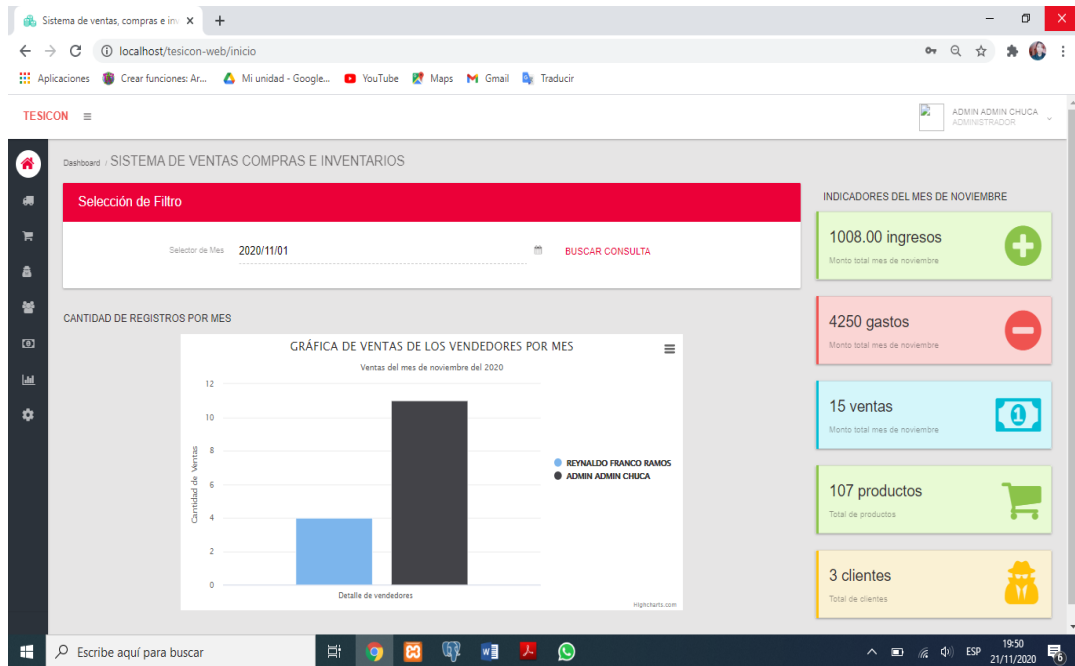 Sistema de ventas, compras e inv
localhost/tesicon-web/inicio
Aplicaciones
Crear funciones: Ar...
Mi unidad - Google...
YouTube
Maps
Gmail
Traducir
TESICON
ADMIN ADMIN CHUCA
ADMINISTRADOR
Dashboard / SISTEMA DE VENTAS COMPRAS E INVENTARIOS
Selección de Filtro
Selector de Mes 2020/11/01 BUSCAR CONSULTA
CANTIDAD DE REGISTROS POR MES
GRÁFICA DE VENTAS DE LOS VENDEDORES POR MES
Ventas del mes de noviembre del 2020
Cantidad de Ventas
12
10
8
6
4
2
0
Detalle de vendedores
REYNALDO FRANCO RAMOS
ADMIN ADMIN CHUCA
Highcharts.com
INDICADORES DEL MES DE NOVIEMBRE
1008.00 ingresos
Monto total mes de noviembre
4250 gastos
Monto total mes de noviembre
15 ventas
Monto total mes de noviembre
1
107 productos
Total de productos
3 clientes
Total de clientes
Escribe aquí para buscar
ESP
19:50
21/11/2020
6